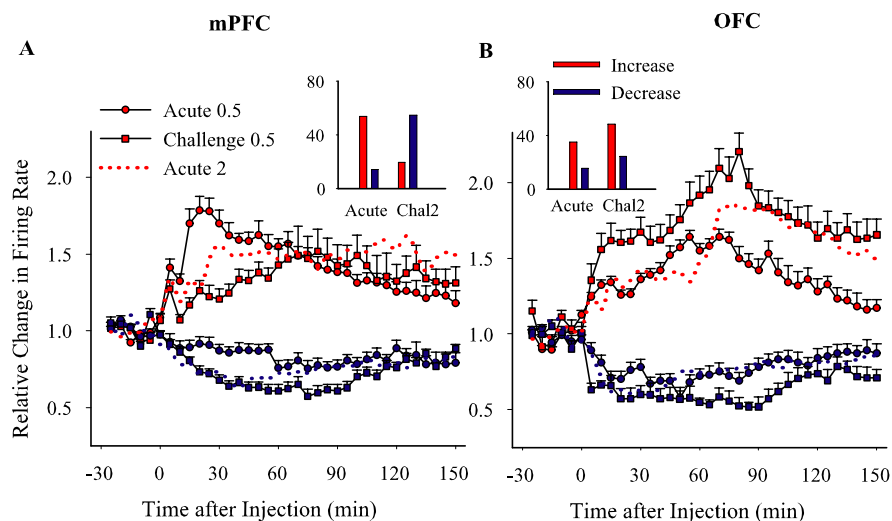 mPFC
OFC
A
B
Acute 0.5
Challenge 0.5
Acute 2
Increase
Decrease
80
40
0
Acute Chal2
80
40
0
Acute Chal2
Relative Change in Firing Rate
2.0
1.5
1.0
0.5
-30 0 30 60 90 120 150
Time after Injection (min)
2.0
1.5
1.0
0.5
-30 0 30 60 90 120 150
Time after Injection (min)